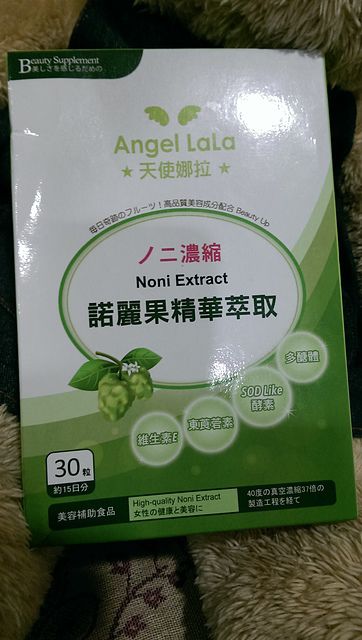 Beauty Supplement
美しさを感じるための
Angel LaLa
★ 天使娜拉 ★
毎日奇跡のフルーツ！高品質美容成分配合 Beauty Up
ノニ濃縮
Noni Extract
諾麗果精華萃取
多醣體
SOD Like
酵素
東莨菪素
維生素E
30粒
約15日分
美容補助食品
High-quality Noni Extract
女性の健康と美容に
40度の真空濃縮37倍の
製造工程を経て